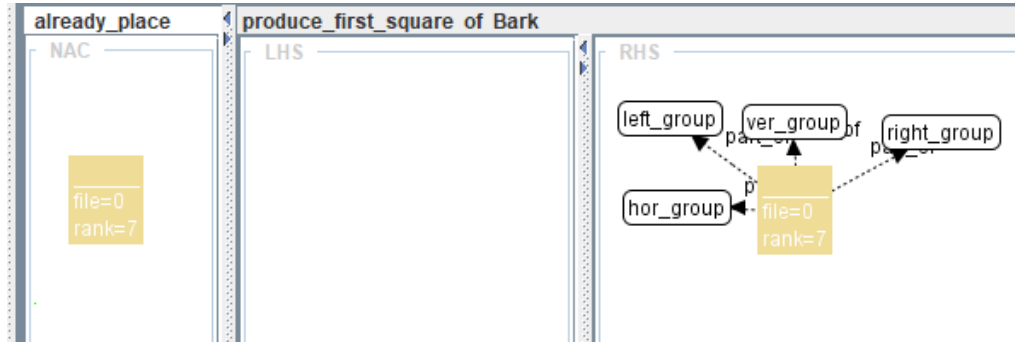 already_place
produce_first_square of Bark
NAC
LHS
RHS
file=0
rank=7
left_group
ver_group
right_group
hor_group
file=0
rank=7